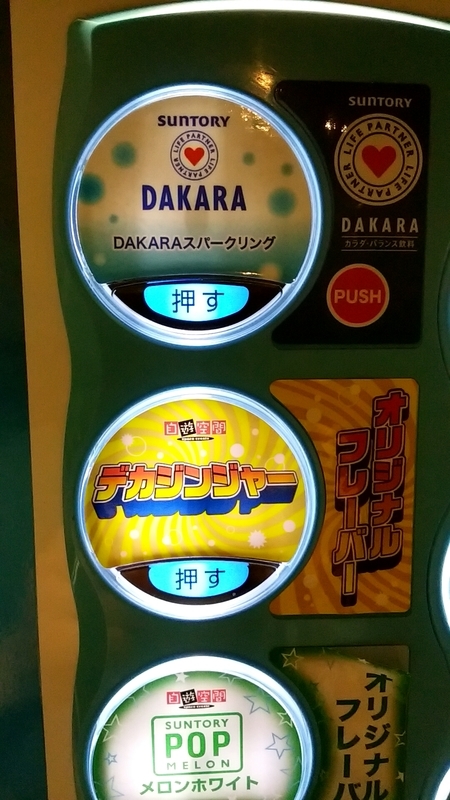 SUNTORY
LIFE PARTNER LIFE PARTNER
DAKARA
DAKARAスパークリング
押す
SUNTORY
LIFE PARTNER LIFE PARTNER
DAKARA
カラダ・バランス飲料
PUSH
自遊空間
デカジンジャー
押す
オリジナル
フレーバー
自遊空間
SUNTORY
POP
MELON
メロンホワイト
オリジナル
フレーバ